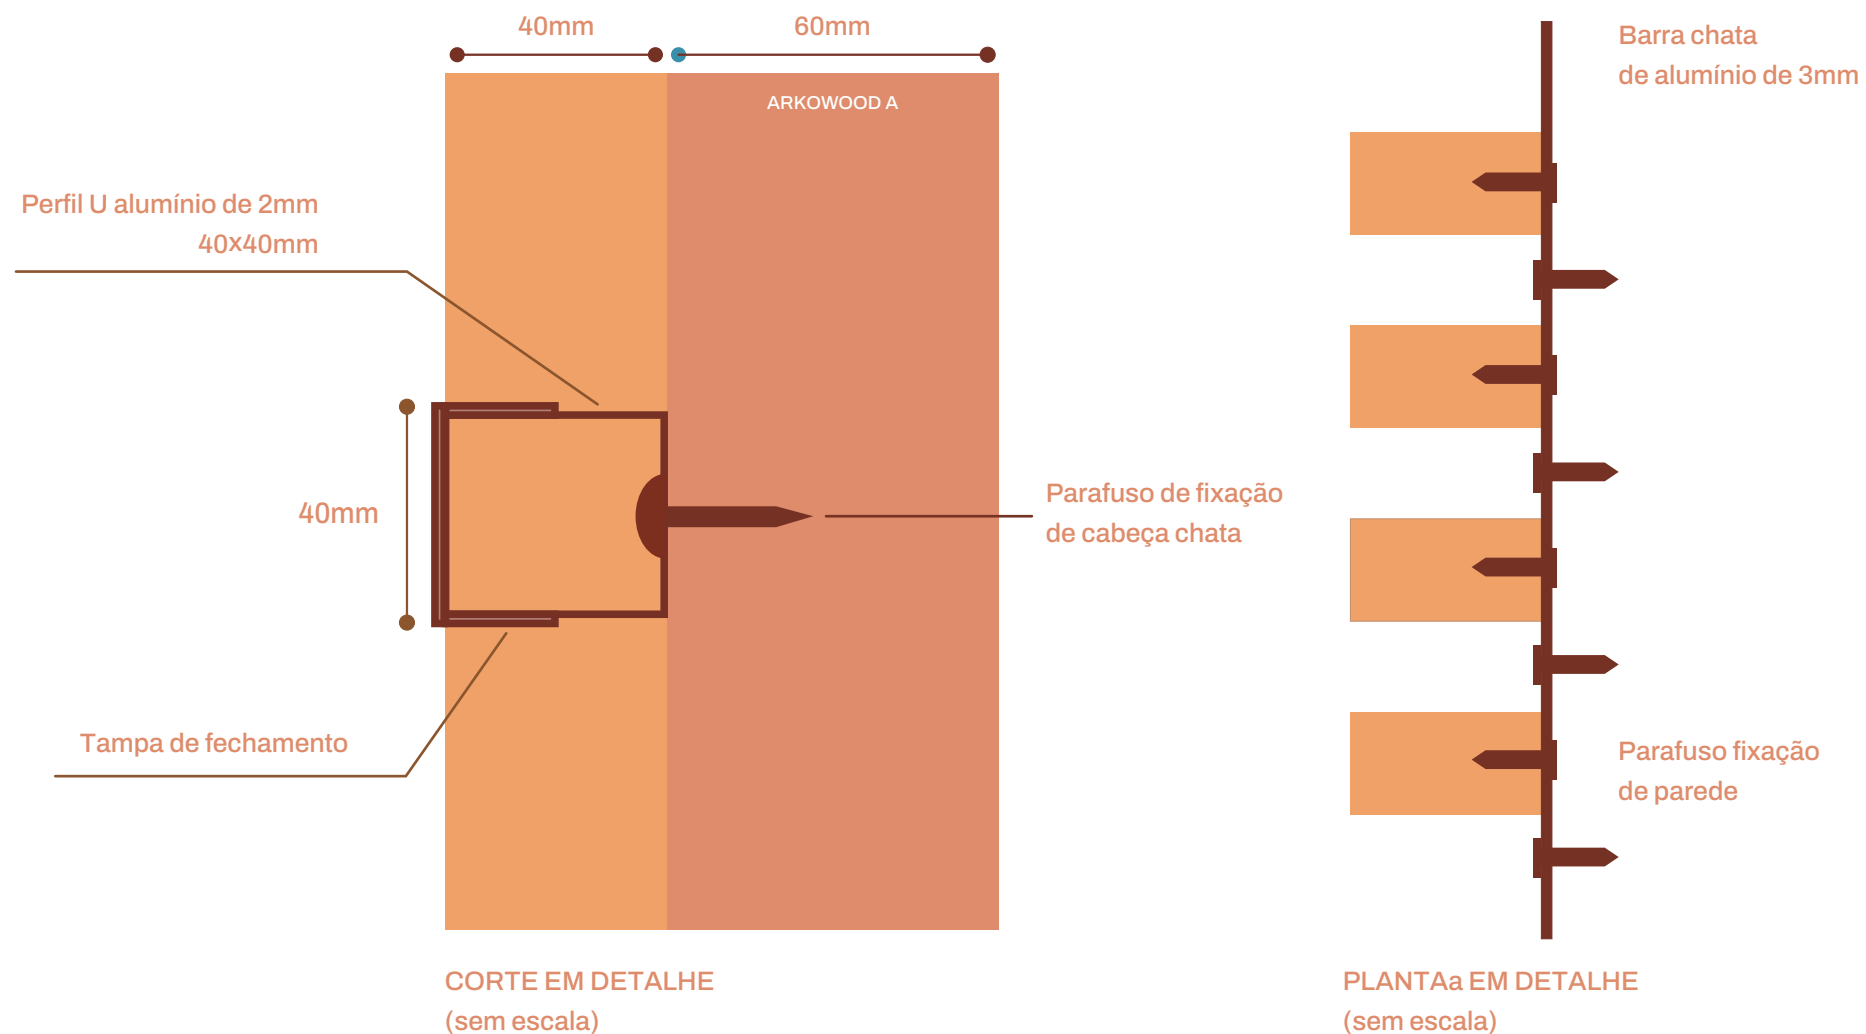 40mm
60mm
ARKOWOOD A
Perfil U alumínio de 2mm
40x40mm
40mm
Parafuso de fixação
de cabeça chata
Tampa de fechamento
CORTE EM DETALHE
(sem escala)
Barra chata
de alumínio de 3mm
Parafuso fixação
de parede
PLANTAa EM DETALHE
(sem escala)